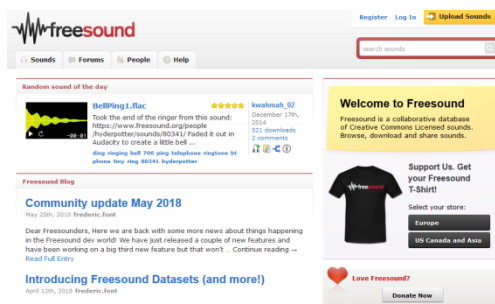 freesound
Register Log In Upload Sounds
search sounds
Sounds Forums People Help
Random sound of the day
BellPing1.flac
Took the end of the ringer from this sound:
https://www.freesound.org/people
/hyderpotter/sounds/80341/ Faded it out in
Audacity to create a little bell ...
ding ringing bell 706 ping telephone ringtone bt
phone tiny ring 80341 hyderpotter
-00:01
kwahmah_02
December 17th,
2014
521 downloads
2 comments
Freesound Blog
Community update May 2018
May 25th, 2018 frederic.font
Dear Freesounders, Here we are back with some more news about things happening
in the Freesound dev world! We have just released a couple of new features and
have been working on a big third new feature but that won't .. Continue reading →
Read Full Entry
Introducing Freesound Datasets (and more!)
April 12th, 2018 frederic.font
Welcome to Freesound
Freesound is a collaborative database
of Creative Commons Licensed sounds.
Browse, download and share sounds.
freesound
Support Us. Get
your Freesound
T-Shirt!
Select your store:
Europe
US Canada and Asia
Love Freesound?
Donate Now